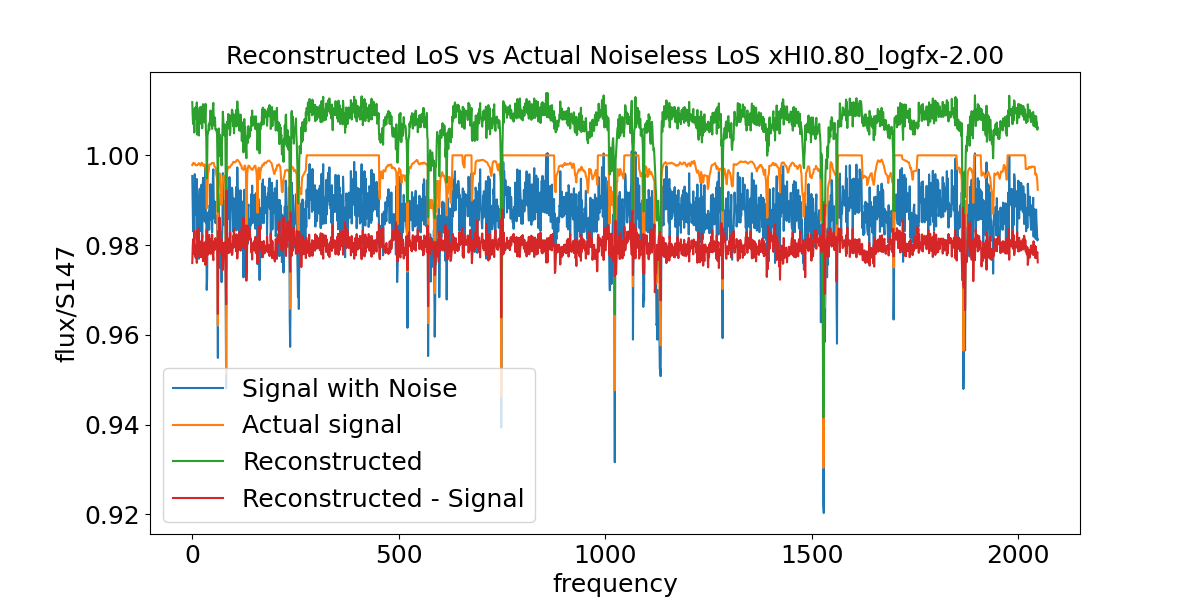 Reconstructed LoS vs Actual Noiseless LoS xHI0.80_logfx-2.00
flux/S147
1.00
0.98
0.96
0.94
0.92
Signal with Noise
Actual signal
Reconstructed
Reconstructed - Signal
0
500
1000
1500
2000
frequency